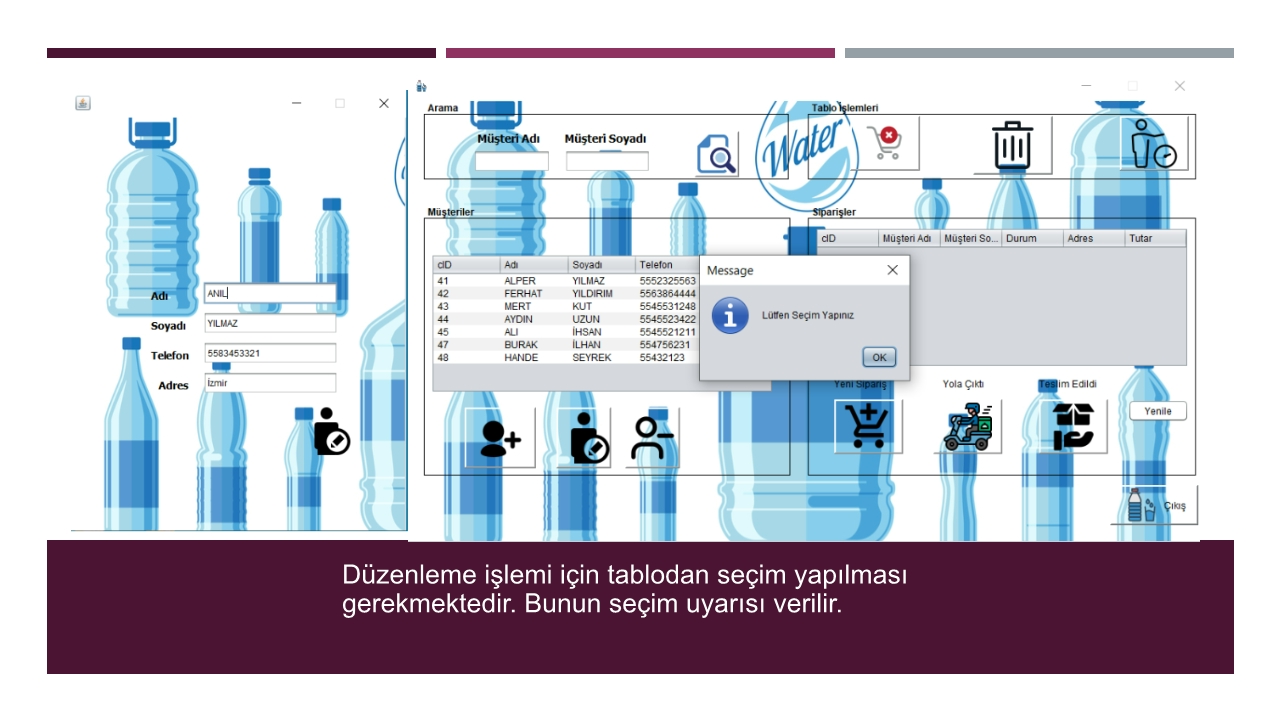 Adı
ANIL
Soyadı
YILMAZ
Telefon
5583453321
Adres
İzmir
Arama
Müşteri Adı
Müşteri Soyadı
Water
Tablo İşlemleri
Müşteriler
cID Adı Soyadı Telefon
41 ALPER YILMAZ 5552325563
42 FERHAT YILDIRIM 5563864444
43 MERT KUT 5545531248
44 AYDIN UZUN 5545523422
45 ALI İHSAN 5545521211
47 BURAK İLHAN 554756231
48 HANDE SEYREK 55432123
Siparişler
cID Müşteri Adı Müşteri So... Durum Adres Tutar
Message
Lütfen Seçim Yapınız
OK
Yeni Sipariş
Yola Çıktı
Teslim Edildi
Yenile
Çıkış
Düzenleme işlemi için tablodan seçim yapılması
gerekmektedir. Bunun seçim uyarısı verilir.